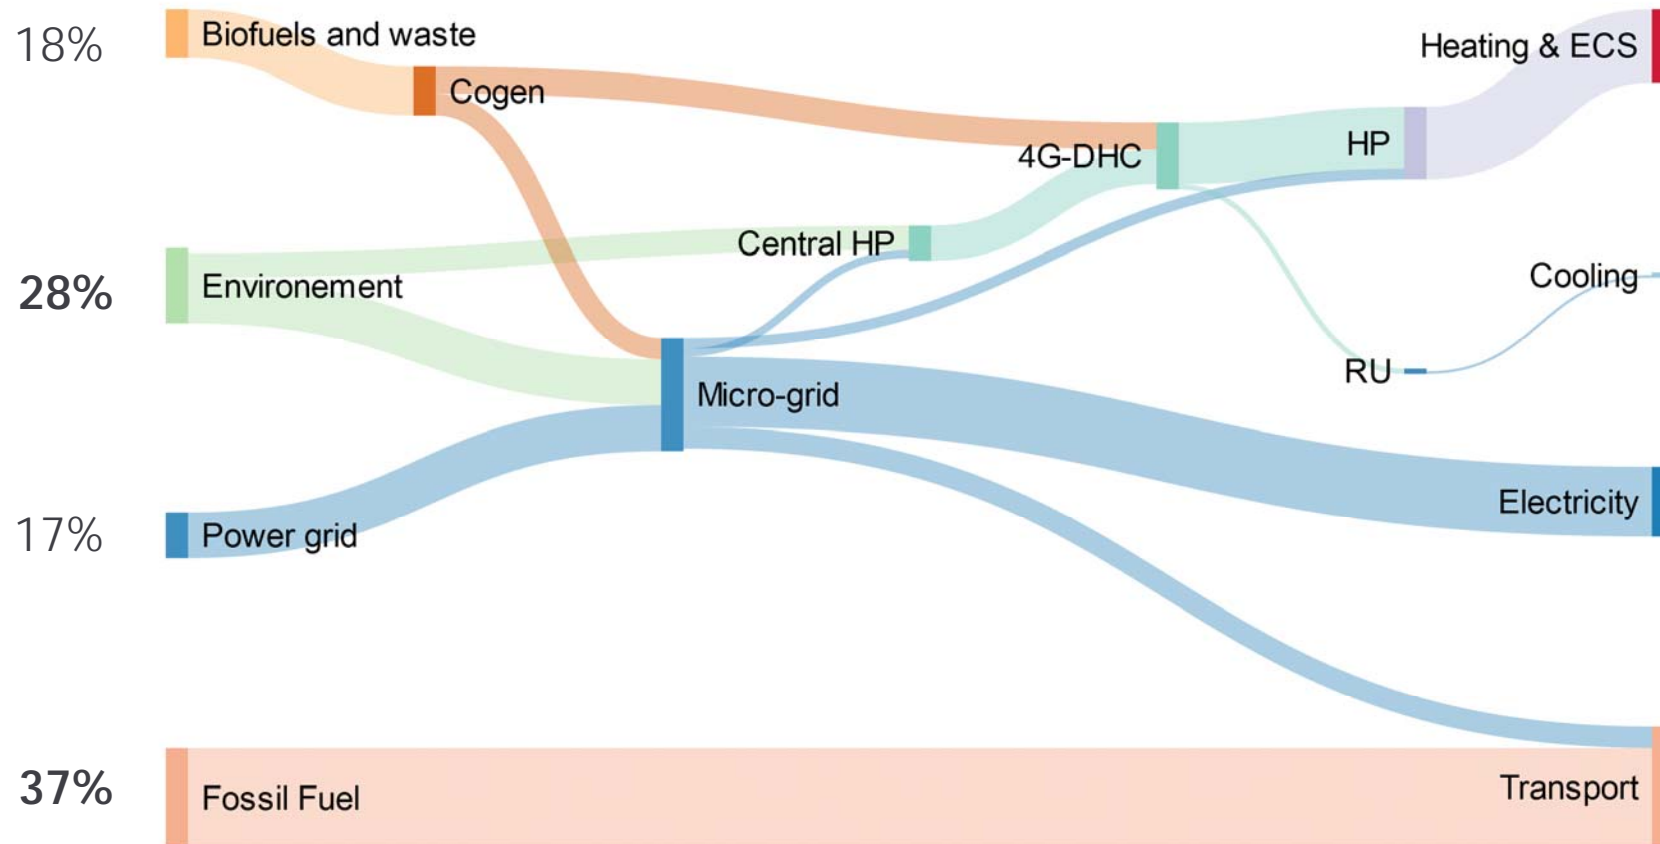 18%
Biofuels and waste
Heating & ECS
Cogen
HP
4G-DHC
Central HP
Cooling
28%
Environement
RU
Micro-grid
Electricity
17%
Power grid
Transport
37%
Fossil Fuel